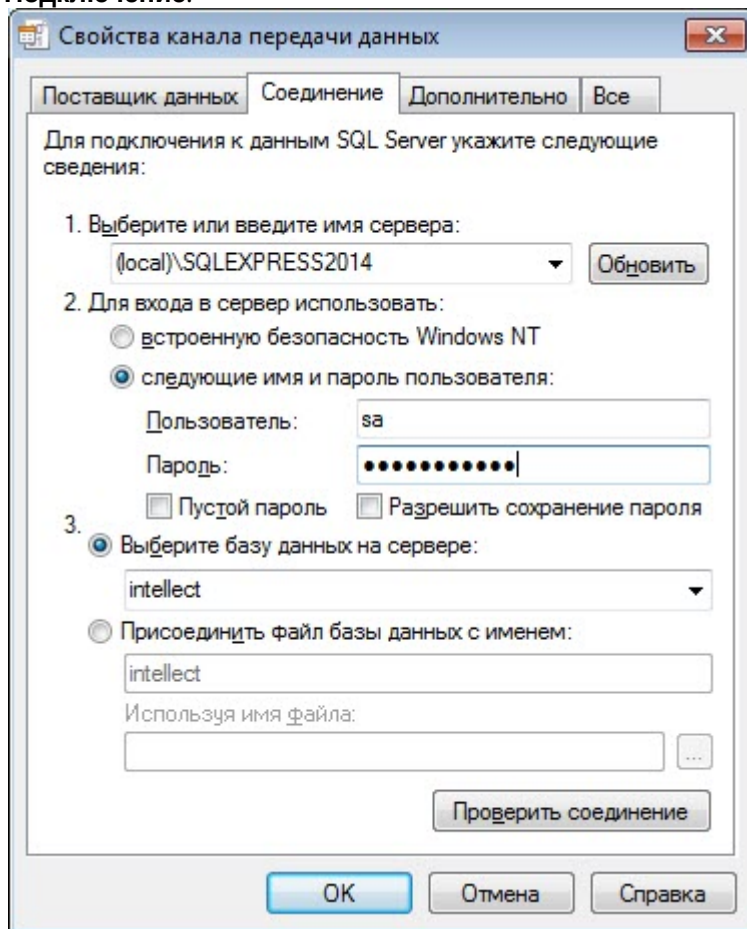 Подключение.
Свойства канала передачи данных
Поставщик данных Соединение Дополнительно Все
Для подключения к данным SQL Server укажите следующие
сведения:
1. Выберите или введите имя сервера:
(local)\SQLEXPRESS2014 Обновить
2. Для входа в сервер использовать:
встроенную безопасность Windows NT
следующие имя и пароль пользователя:
Пользователь: sa
Пароль: ●●●●●●●●●●●
Пустой пароль Разрешить сохранение пароля
3.
Выберите базу данных на сервере:
intellect
Присоединить файл базы данных с именем:
intellect
Используя имя файла:
...
Проверить соединение
OK Отмена Справка